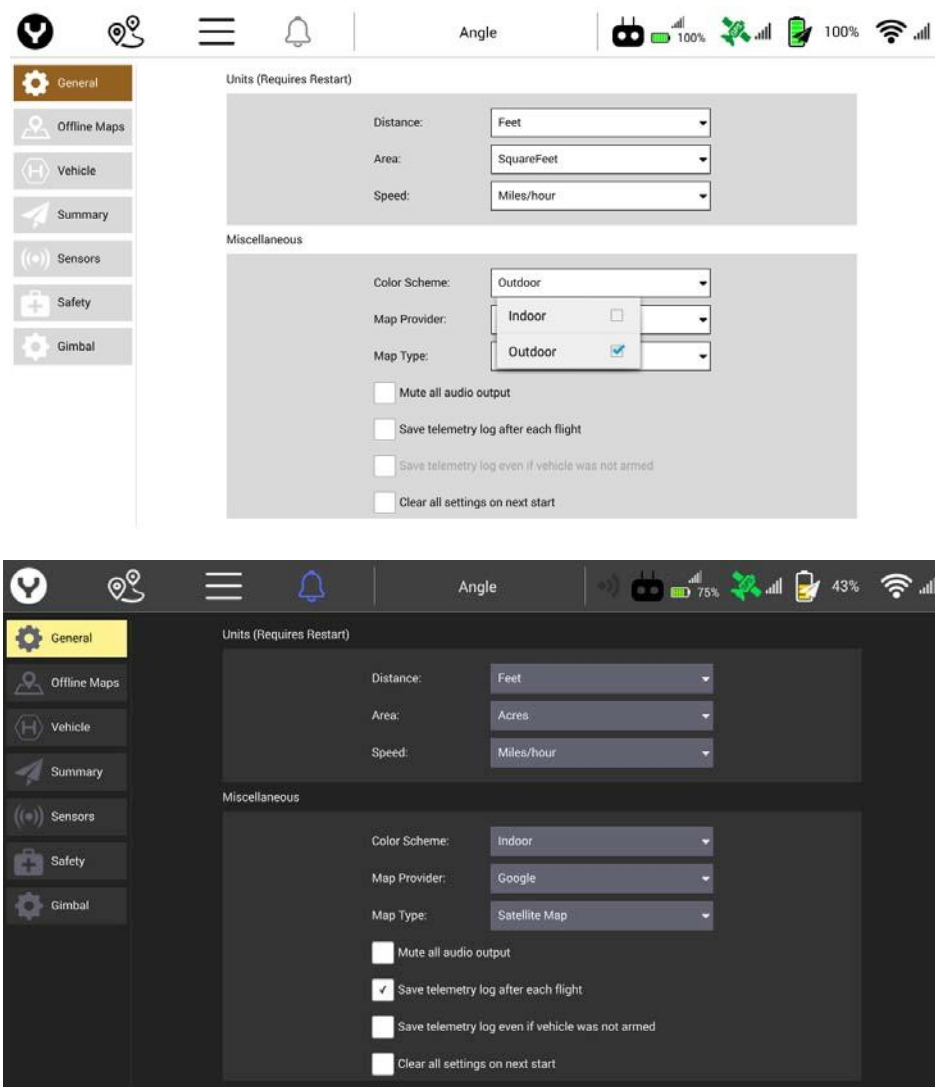 Angle
100%
100%
General
Offline Maps
Vehicle
Summary
Sensors
Safety
Gimbal
Units (Requires Restart)
Distance: Feet
Area: SquareFeet
Speed: Miles/hour
Miscellaneous
Color Scheme: Outdoor
Indoor
Map Provider:
Outdoor
Map Type:
Mute all audio output
Save telemetry log after each flight
Save telemetry log even if vehicle was not armed
Clear all settings on next start
Angle
75%
43%
General
Offline Maps
Vehicle
Summary
Sensors
Safety
Gimbal
Units (Requires Restart)
Distance: Feet
Area: Acres
Speed: Miles/hour
Miscellaneous
Color Scheme: Indoor
Map Provider: Google
Map Type: Satellite Map
Mute all audio output
Save telemetry log after each flight
Save telemetry log even if vehicle was not armed
Clear all settings on next start